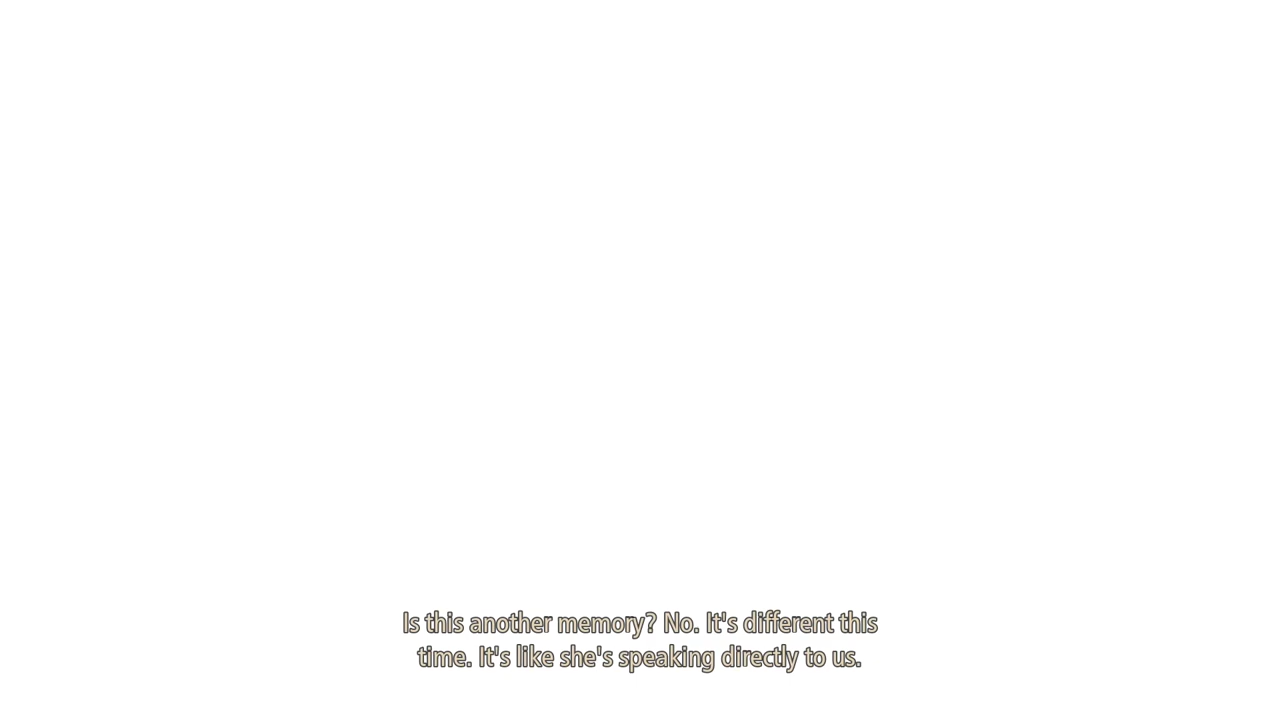 Is this another memory? No. It's different this
time. It's like she's speaking directly to us.